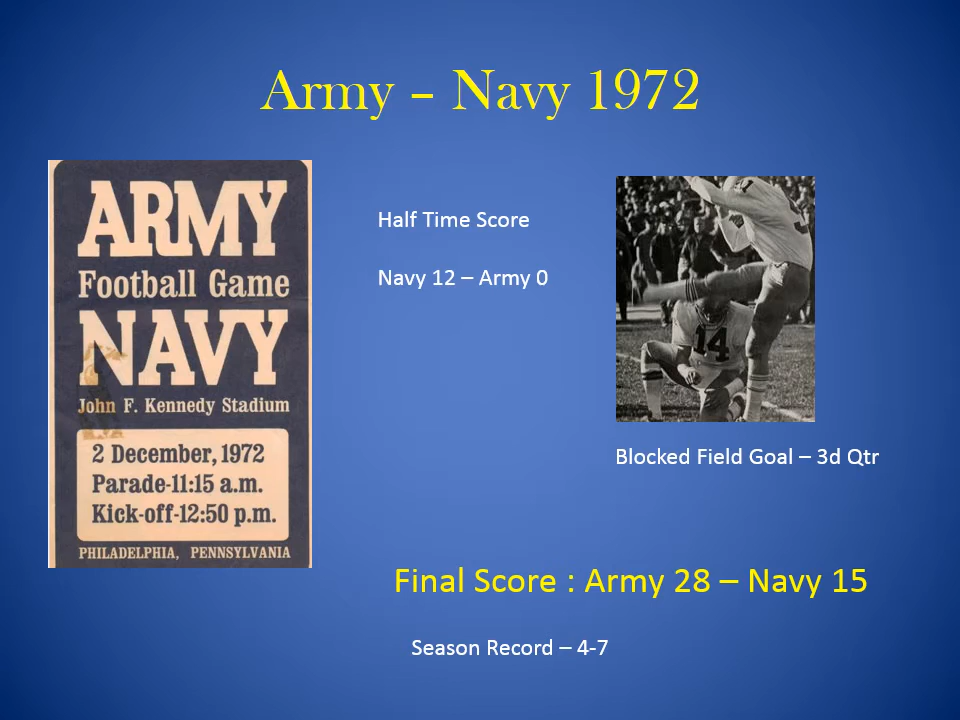 Army – Navy 1972
ARMY
Football Game
NAVY
John F. Kennedy Stadium
2 December, 1972
Parade-11:15 a.m.
Kick-off-12:50 p.m.
PHILADELPHIA, PENNSYLVANIA
Half Time Score
Navy 12 – Army 0
14
Blocked Field Goal – 3d Qtr
Final Score : Army 28 – Navy 15
Season Record – 4-7